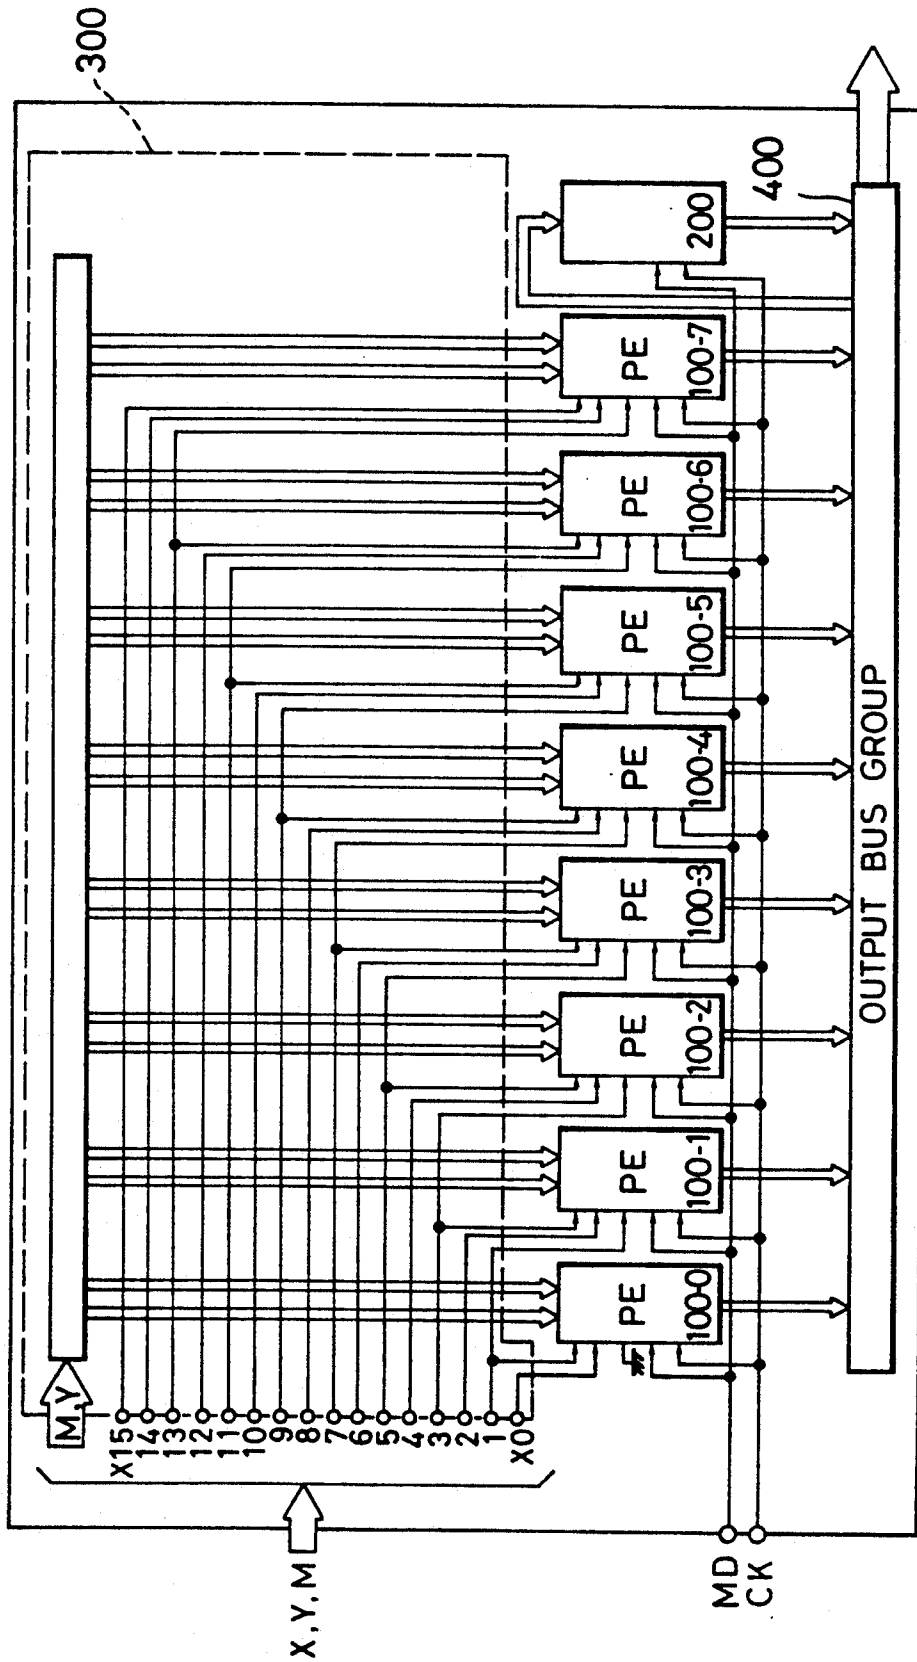 300
M,Y
X15
14
13
12
11
10
9
8
7
6
5
4
3
2
1
X0
X,Y,M
PE
100-0
PE
100-1
PE
100-2
PE
100-3
PE
100-4
PE
100-5
PE
100-6
PE
100-7
200
MD
CK
400
OUTPUT BUS GROUP